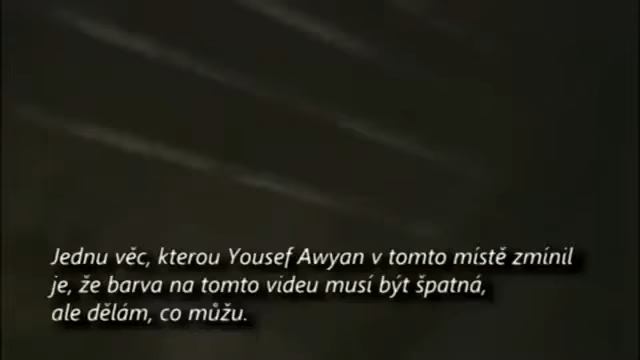 Jednu věc, kterou Yousef Awyan v tomto místě zmínil
je, že barva na tomto videu musí být špatná,
ale dělám, co můžu.